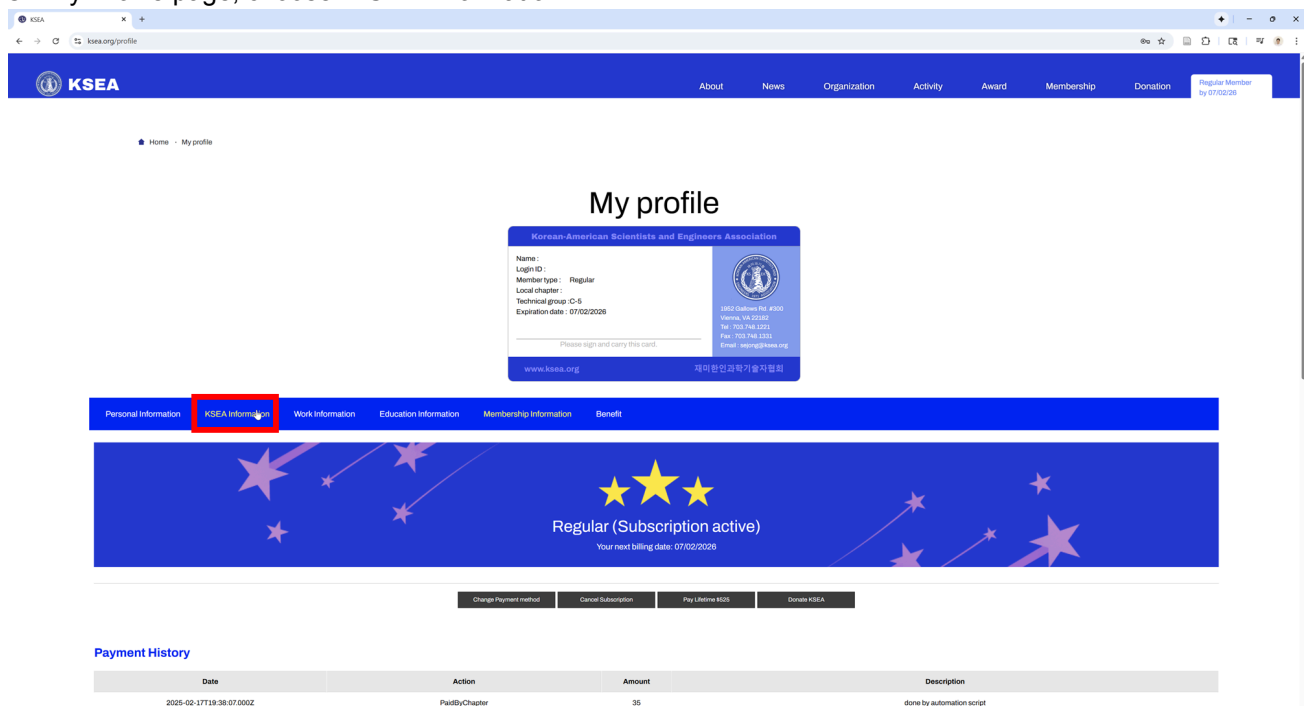 KSEA
ksea.org/profile
KSEA
About News Organization Activity Award Membership Donation
Regular Member
by 07/02/26
Home · My profile
My profile
Korean-American Scientists and Engineers Association
Name :
Login ID :
Member type : Regular
Local chapter :
Technical group :C-5
Expiration date : 07/02/2026
Please sign and carry this card.
1952 Gallows Rd. #300
Vienna, VA 22182
Tel : 703.748.1221
Fax : 703.748.1331
Email : sejong@ksea.org
www.ksea.org 재미한인과학기술자협회
Personal Information KSEA Information Work Information Education Information Membership Information Benefit
Regular (Subscription active)
Your next billing date: 07/02/2026
Change Payment method Cancel Subscription Pay Lifetime $525 Donate KSEA
Payment History
Date Action Amount Description
2025-02-17T19:38:07.000Z PaidByChapter 35 done by automation script